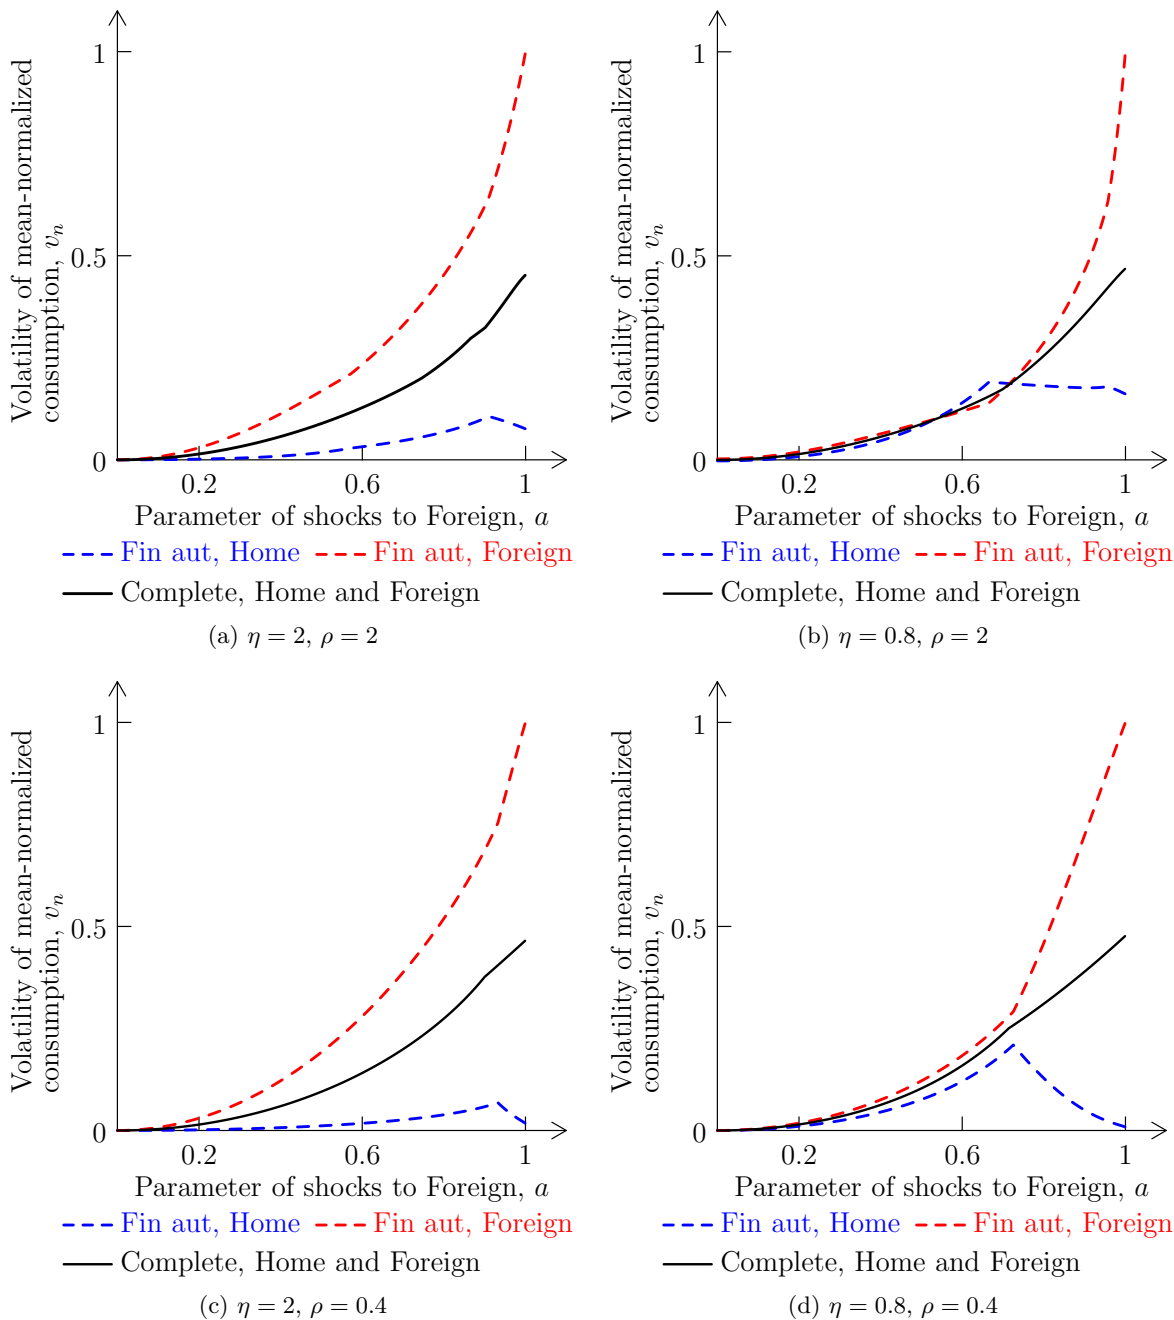 Volatility of mean-normalized
consumption, vₙ
1
0.5
0
0.2
0.6
1
Parameter of shocks to Foreign, a
Fin aut, Home
Fin aut, Foreign
Complete, Home and Foreign
(a) η = 2, ρ = 2
Volatility of mean-normalized
consumption, vₙ
1
0.5
0
0.2
0.6
1
Parameter of shocks to Foreign, a
Fin aut, Home
Fin aut, Foreign
Complete, Home and Foreign
(b) η = 0.8, ρ = 2
Volatility of mean-normalized
consumption, vₙ
1
0.5
0
0.2
0.6
1
Parameter of shocks to Foreign, a
Fin aut, Home
Fin aut, Foreign
Complete, Home and Foreign
(c) η = 2, ρ = 0.4
Volatility of mean-normalized
consumption, vₙ
1
0.5
0
0.2
0.6
1
Parameter of shocks to Foreign, a
Fin aut, Home
Fin aut, Foreign
Complete, Home and Foreign
(d) η = 0.8, ρ = 0.4